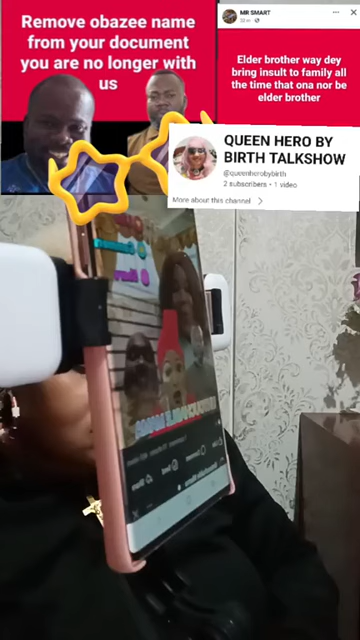 Remove obazee name
from your document
you are no longer with
us
MR SMART
Elder brother way dey
bring insult to family all
the time that ona nor be
elder brother
QUEEN HERO BY
BIRTH TALKSHOW
@queenherobybirth
2 subscribers • 1 video
More about this channel >